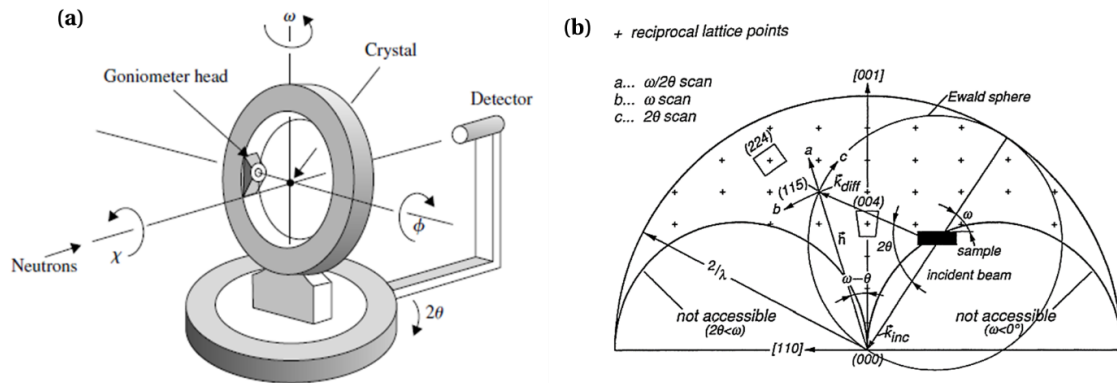 (a)
ω
Crystal
Goniometer head
Detector
Neutrons
χ
ϕ
2θ
(b)
+ reciprocal lattice points
a... ω/2θ scan
b... ω scan
c... 2θ scan
[001]
Ewald sphere
(224)
a
c
(115)
k diff
(004)
b
h
ω
2θ
sample
2/λ
incident beam
ω−θ
not accessible
(2θ<ω)
not accessible
(ω<0°)
k inc
[110]
(000)